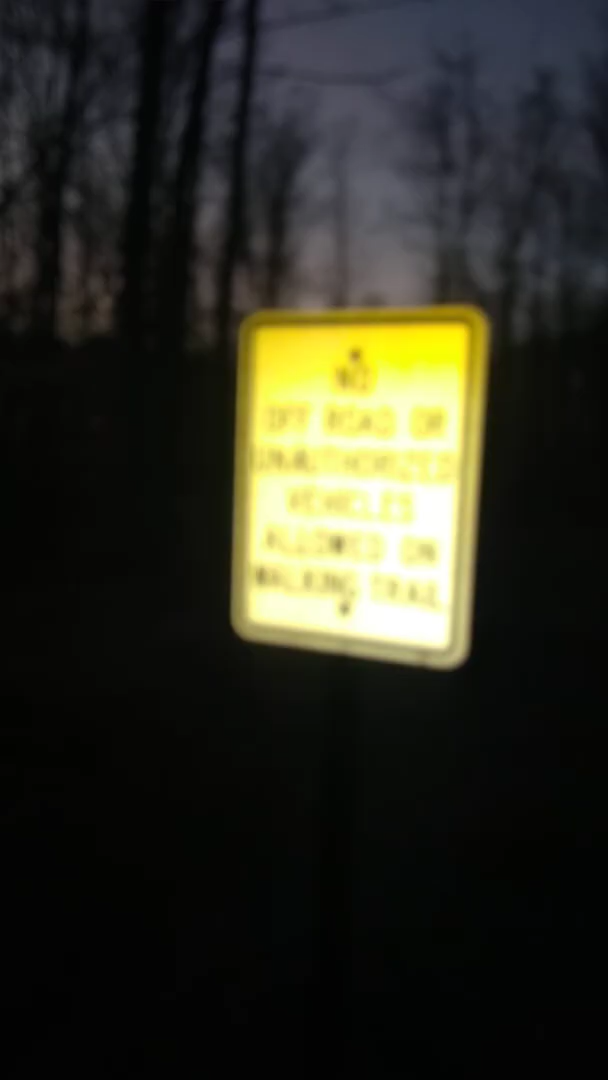 NO
OFF ROAD OR
UNAUTHORIZED
VEHICLES
ALLOWED ON
WALKING TRAIL